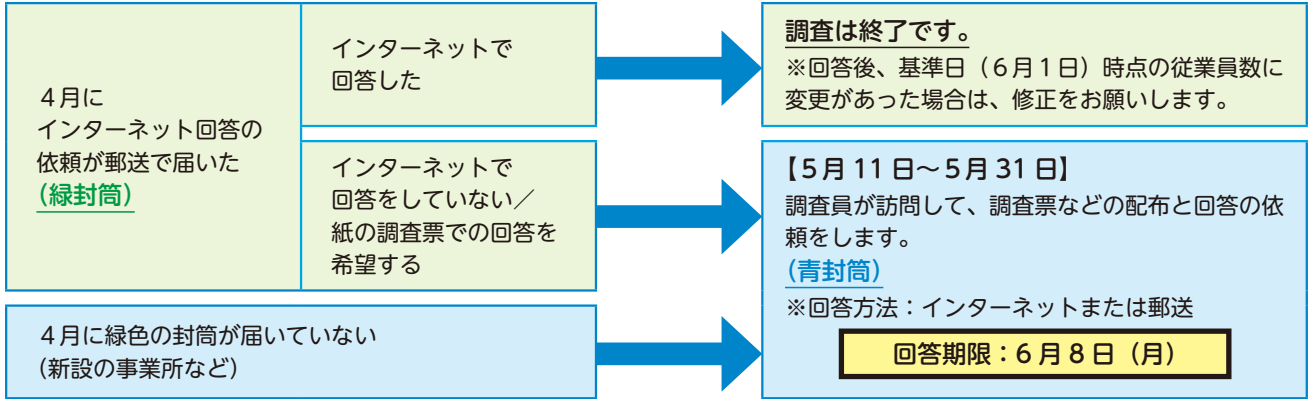 4月に
インターネット回答の
依頼が郵送で届いた
(緑封筒)
インターネットで
回答した
調査は終了です。
※回答後、基準日（6月1日）時点の従業員数に
変更があった場合は、修正をお願いします。
インターネットで
回答をしていない／
紙の調査票での回答を
希望する
【5月11日～5月31日】
調査員が訪問して、調査票などの配布と回答の依
頼をします。
(青封筒)
※回答方法：インターネットまたは郵送
回答期限：6月8日（月）
4月に緑色の封筒が届いていない
（新設の事業所など）